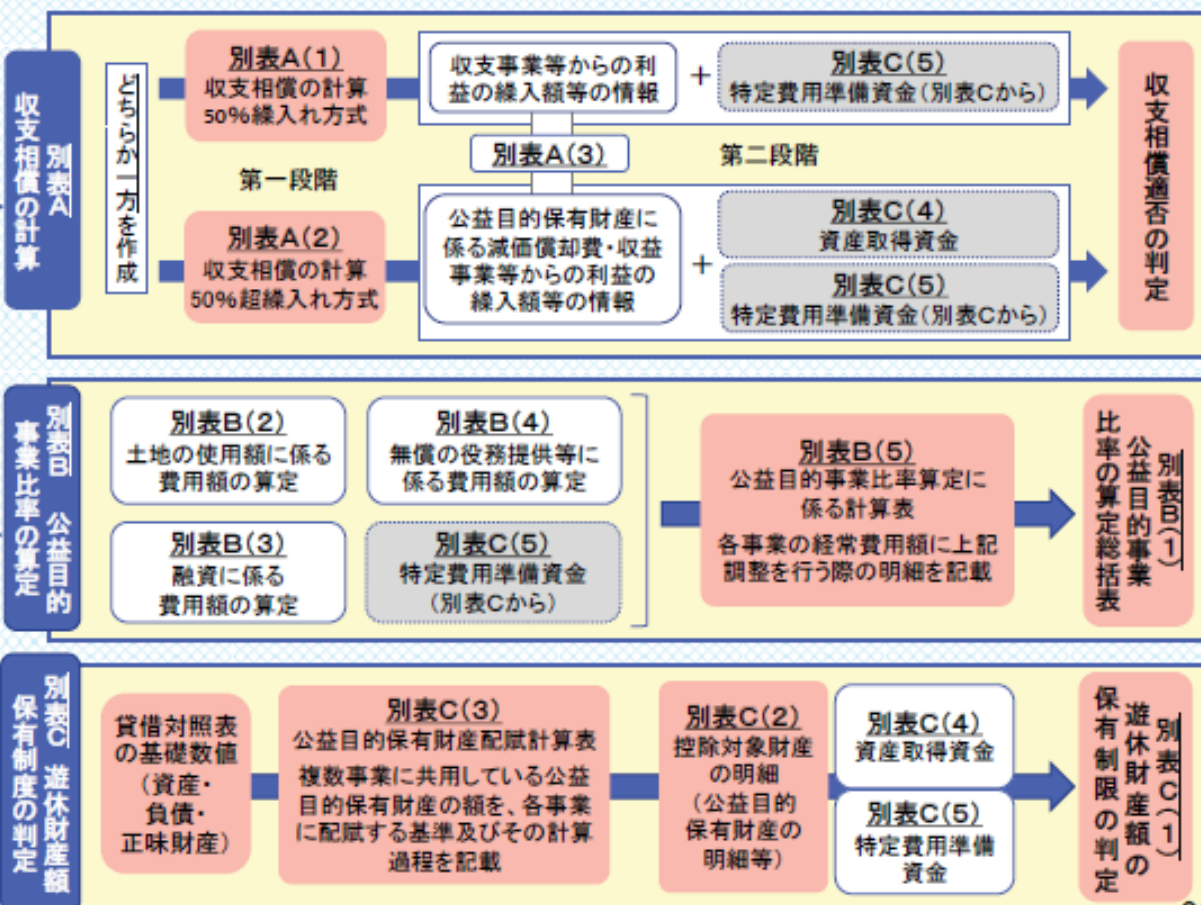 別表A
収支相償の計算
どちらか一方を作成
別表A(1)
収支相償の計算
50%繰入れ方式
収支事業等からの利
益の繰入額等の情報
+
別表C(5)
特定費用準備資金(別表Cから)
第一段階
別表A(3)
第二段階
別表A(2)
収支相償の計算
50%超繰入れ方式
公益目的保有財産に
係る減価償却費・収益
事業等からの利益の
繰入額等の情報
+
別表C(4)
資産取得資金
別表C(5)
特定費用準備資金(別表Cから)
収支相償適否の判定
別表B 公益目的
事業比率の算定
別表B(2)
土地の使用額に係る
費用額の算定
別表B(4)
無償の役務提供等に
係る費用額の算定
別表B(3)
融資に係る
費用額の算定
別表C(5)
特定費用準備資金
(別表Cから)
別表B(5)
公益目的事業比率算定に
係る計算表
各事業の経常費用額に上記
調整を行う際の明細を記載
別表B(1)
公益目的事業
比率の算定総括表
別表C 遊休財産額
保有制度の判定
貸借対照表
の基礎数値
(資産・
負債・
正味財産)
別表C(3)
公益目的保有財産配賦計算表
複数事業に共用している公益
目的保有財産の額を、各事業
に配賦する基準及びその計算
過程を記載
別表C(2)
控除対象財産
の明細
(公益目的
保有財産の
明細等)
別表C(4)
資産取得資金
別表C(5)
特定費用準備
資金
別表C(1)
遊休財産額の
保有制限の判定